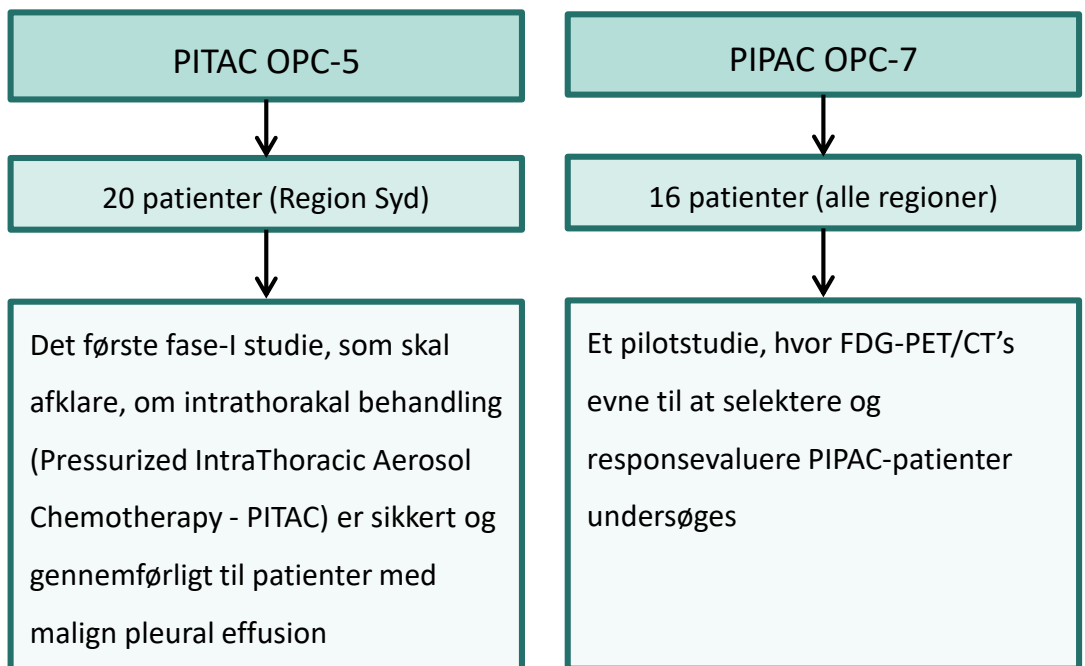 PITAC OPC-5
20 patienter (Region Syd)
Det første fase-I studie, som skal
afklare, om intrathorakal behandling
(Pressurized IntraThoracic Aerosol
Chemotherapy - PITAC) er sikkert og
gennemførligt til patienter med
malign pleural effusion
PIPAC OPC-7
16 patienter (alle regioner)
Et pilotstudie, hvor FDG-PET/CT’s
evne til at selektere og
responsevaluere PIPAC-patienter
undersøges